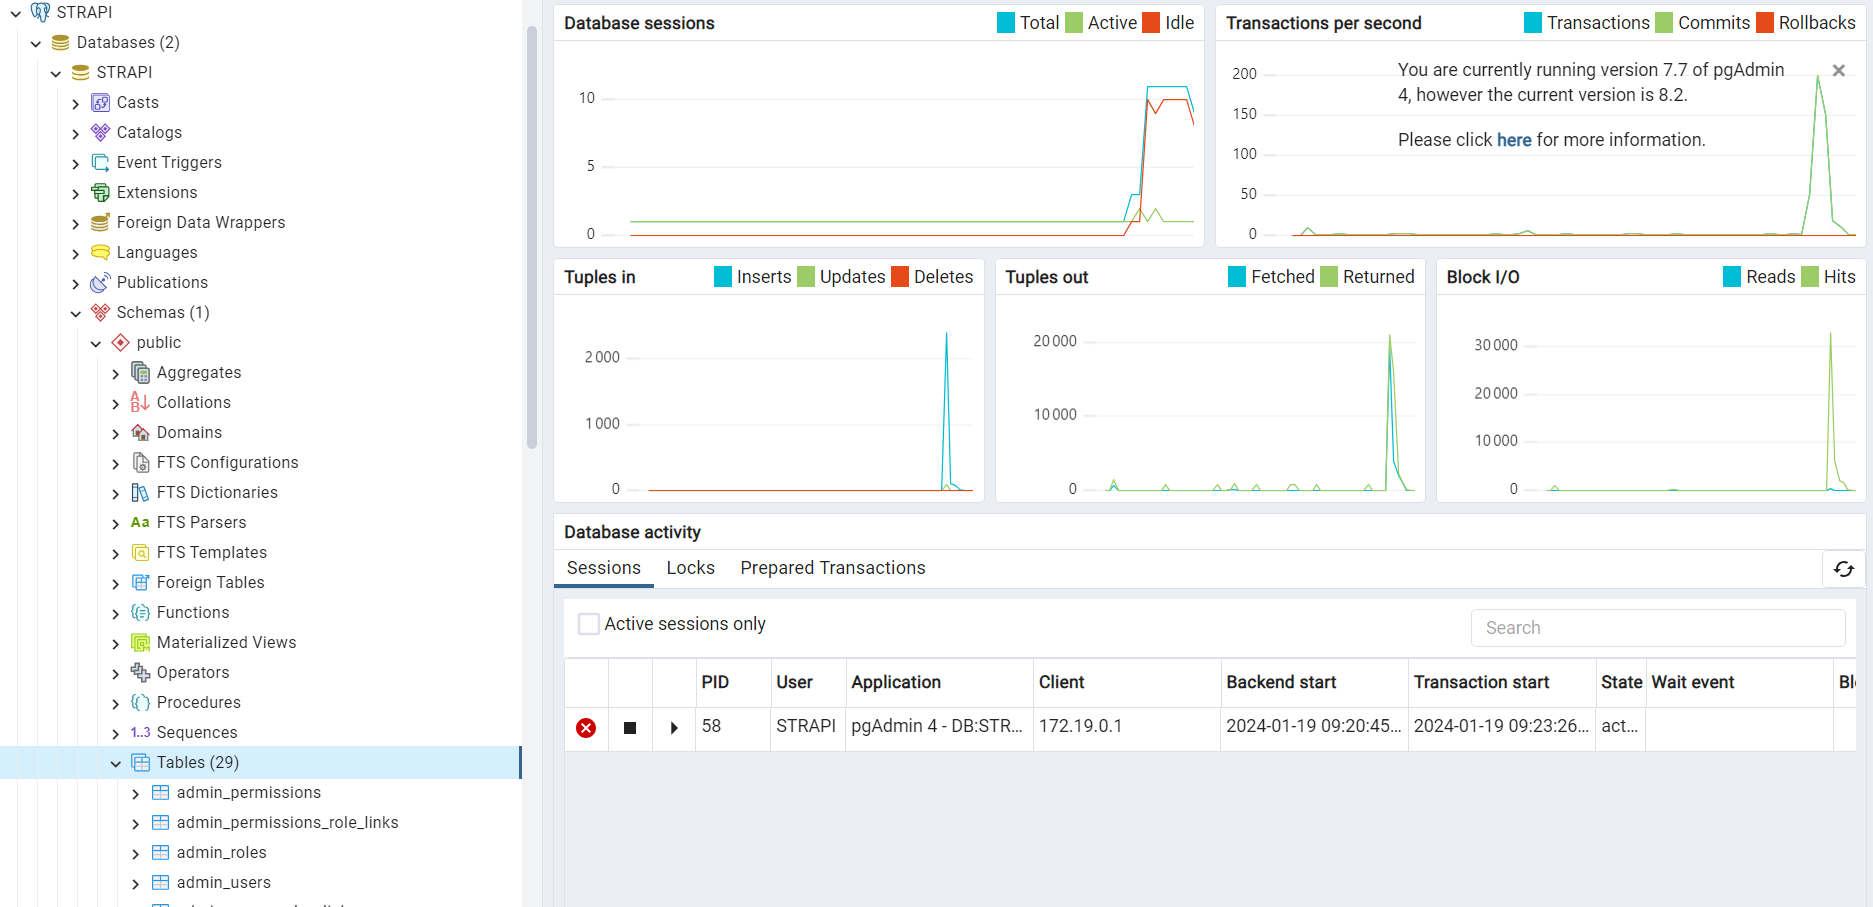 STRAPI
Databases (2)
STRAPI
Casts
Catalogs
Event Triggers
Extensions
Foreign Data Wrappers
Languages
Publications
Schemas (1)
public
Aggregates
Collations
Domains
FTS Configurations
FTS Dictionaries
Aa FTS Parsers
FTS Templates
Foreign Tables
Functions
Materialized Views
Operators
Procedures
1..3 Sequences
Tables (29)
admin_permissions
admin_permissions_role_links
admin_roles
admin_users
Database sessions
Total Active Idle
10
5
0
Transactions per second
Transactions Commits Rollbacks
200
150
100
50
0
You are currently running version 7.7 of pgAdmin
4, however the current version is 8.2.
Please click here for more information.
Tuples in
Inserts Updates Deletes
2 000
1 000
0
Tuples out
Fetched Returned
20 000
10 000
0
Block I/O
Reads Hits
30 000
20 000
10 000
0
Database activity
Sessions Locks Prepared Transactions
Active sessions only
Search
PID User Application Client Backend start Transaction start State Wait event
58 STRAPI pgAdmin 4 - DB:STR... 172.19.0.1 2024-01-19 09:20:45... 2024-01-19 09:23:26... act...